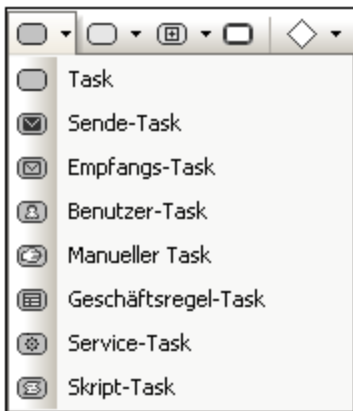 Task
Sende-Task
Empfangs-Task
Benutzer-Task
Manueller Task
Geschäftsregel-Task
Service-Task
Skript-Task